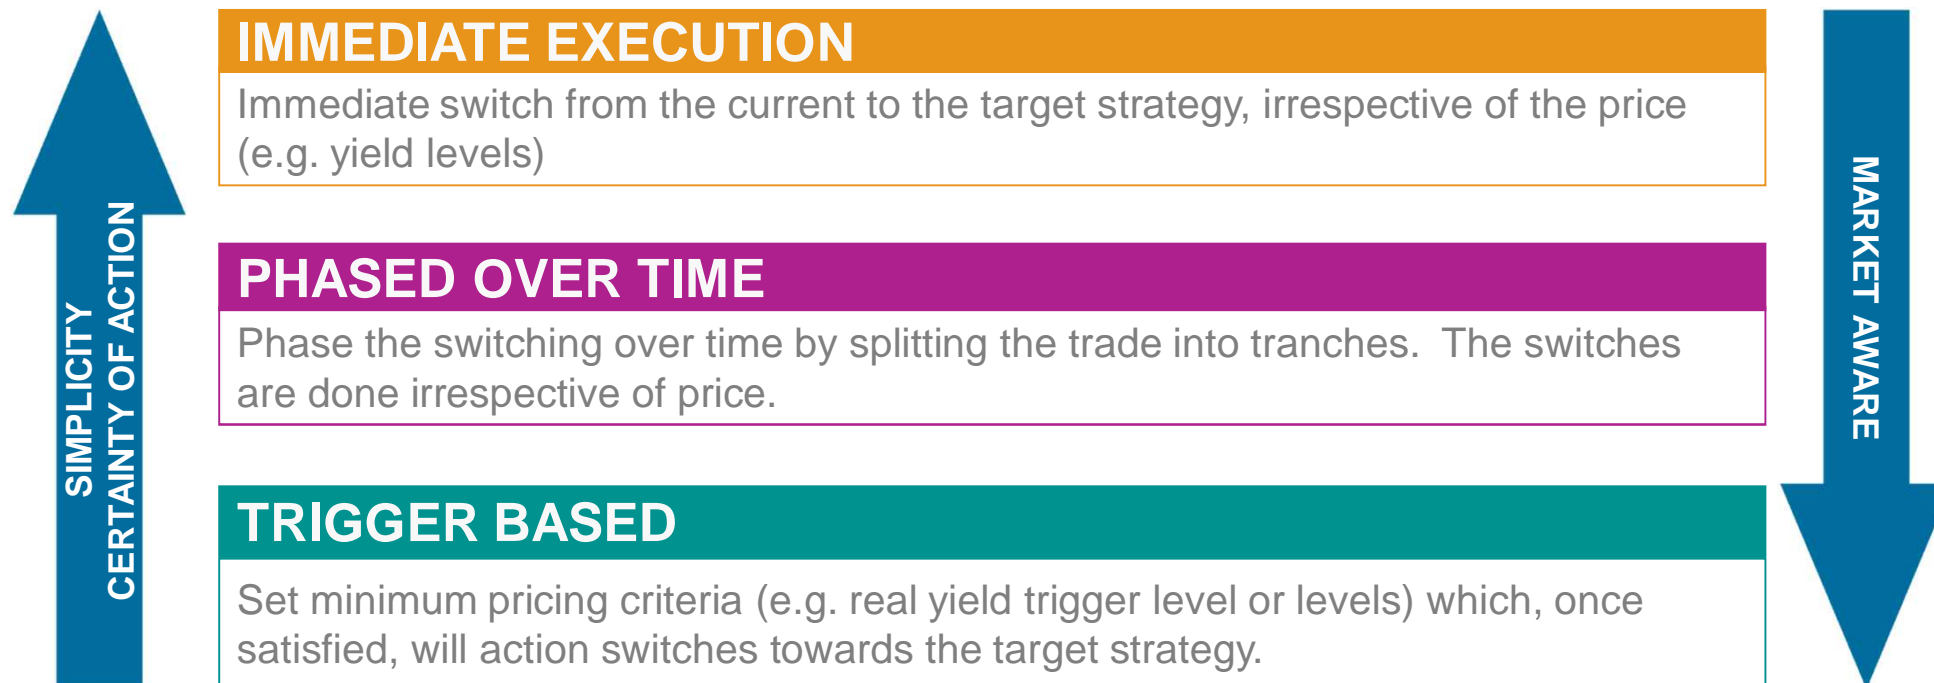 SIMPLICITY
CERTAINTY OF ACTION
IMMEDIATE EXECUTION
Immediate switch from the current to the target strategy, irrespective of the price
(e.g. yield levels)
PHASED OVER TIME
Phase the switching over time by splitting the trade into tranches.  The switches
are done irrespective of price.
TRIGGER BASED
Set minimum pricing criteria (e.g. real yield trigger level or levels) which, once
satisfied, will action switches towards the target strategy.
MARKET AWARE